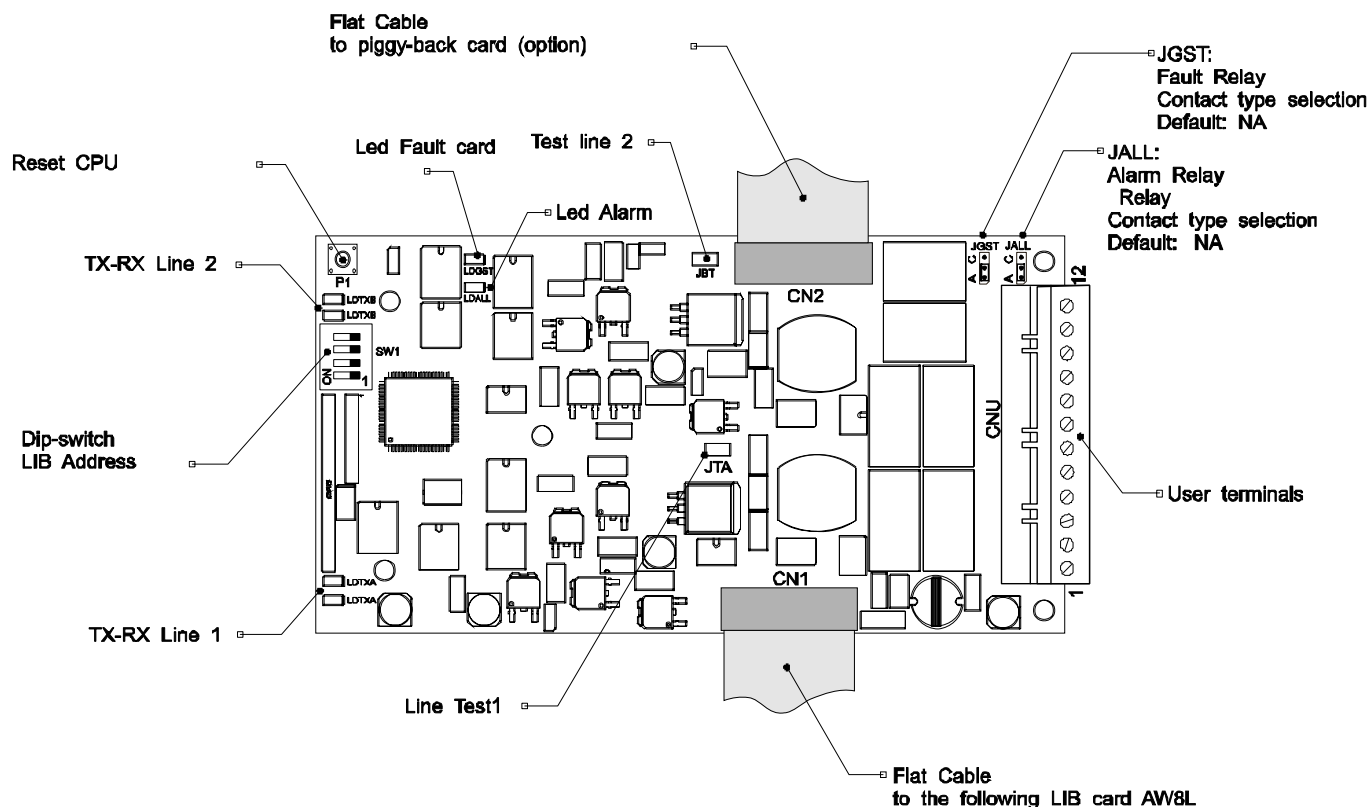 Flat Cable
to piggy-back card (option)
JGST:
Fault Relay
Contact type selection
Default: NA
Reset CPU
Led Fault card
Test line 2
JALL:
Alarm Relay
Relay
Contact type selection
Default: NA
Led Alarm
TX-RX Line 2
P1
LDGST
LDALL
JBT
JGST
JALL
A C
A C
12
CN2
LDTXB
LDTXB
SW1
ON
1
CNU
Dip-switch
LIB Address
JTA
User terminals
LDTXA
LDTXA
CN1
1
TX-RX Line 1
Line Test1
Flat Cable
to the following LIB card AW8L